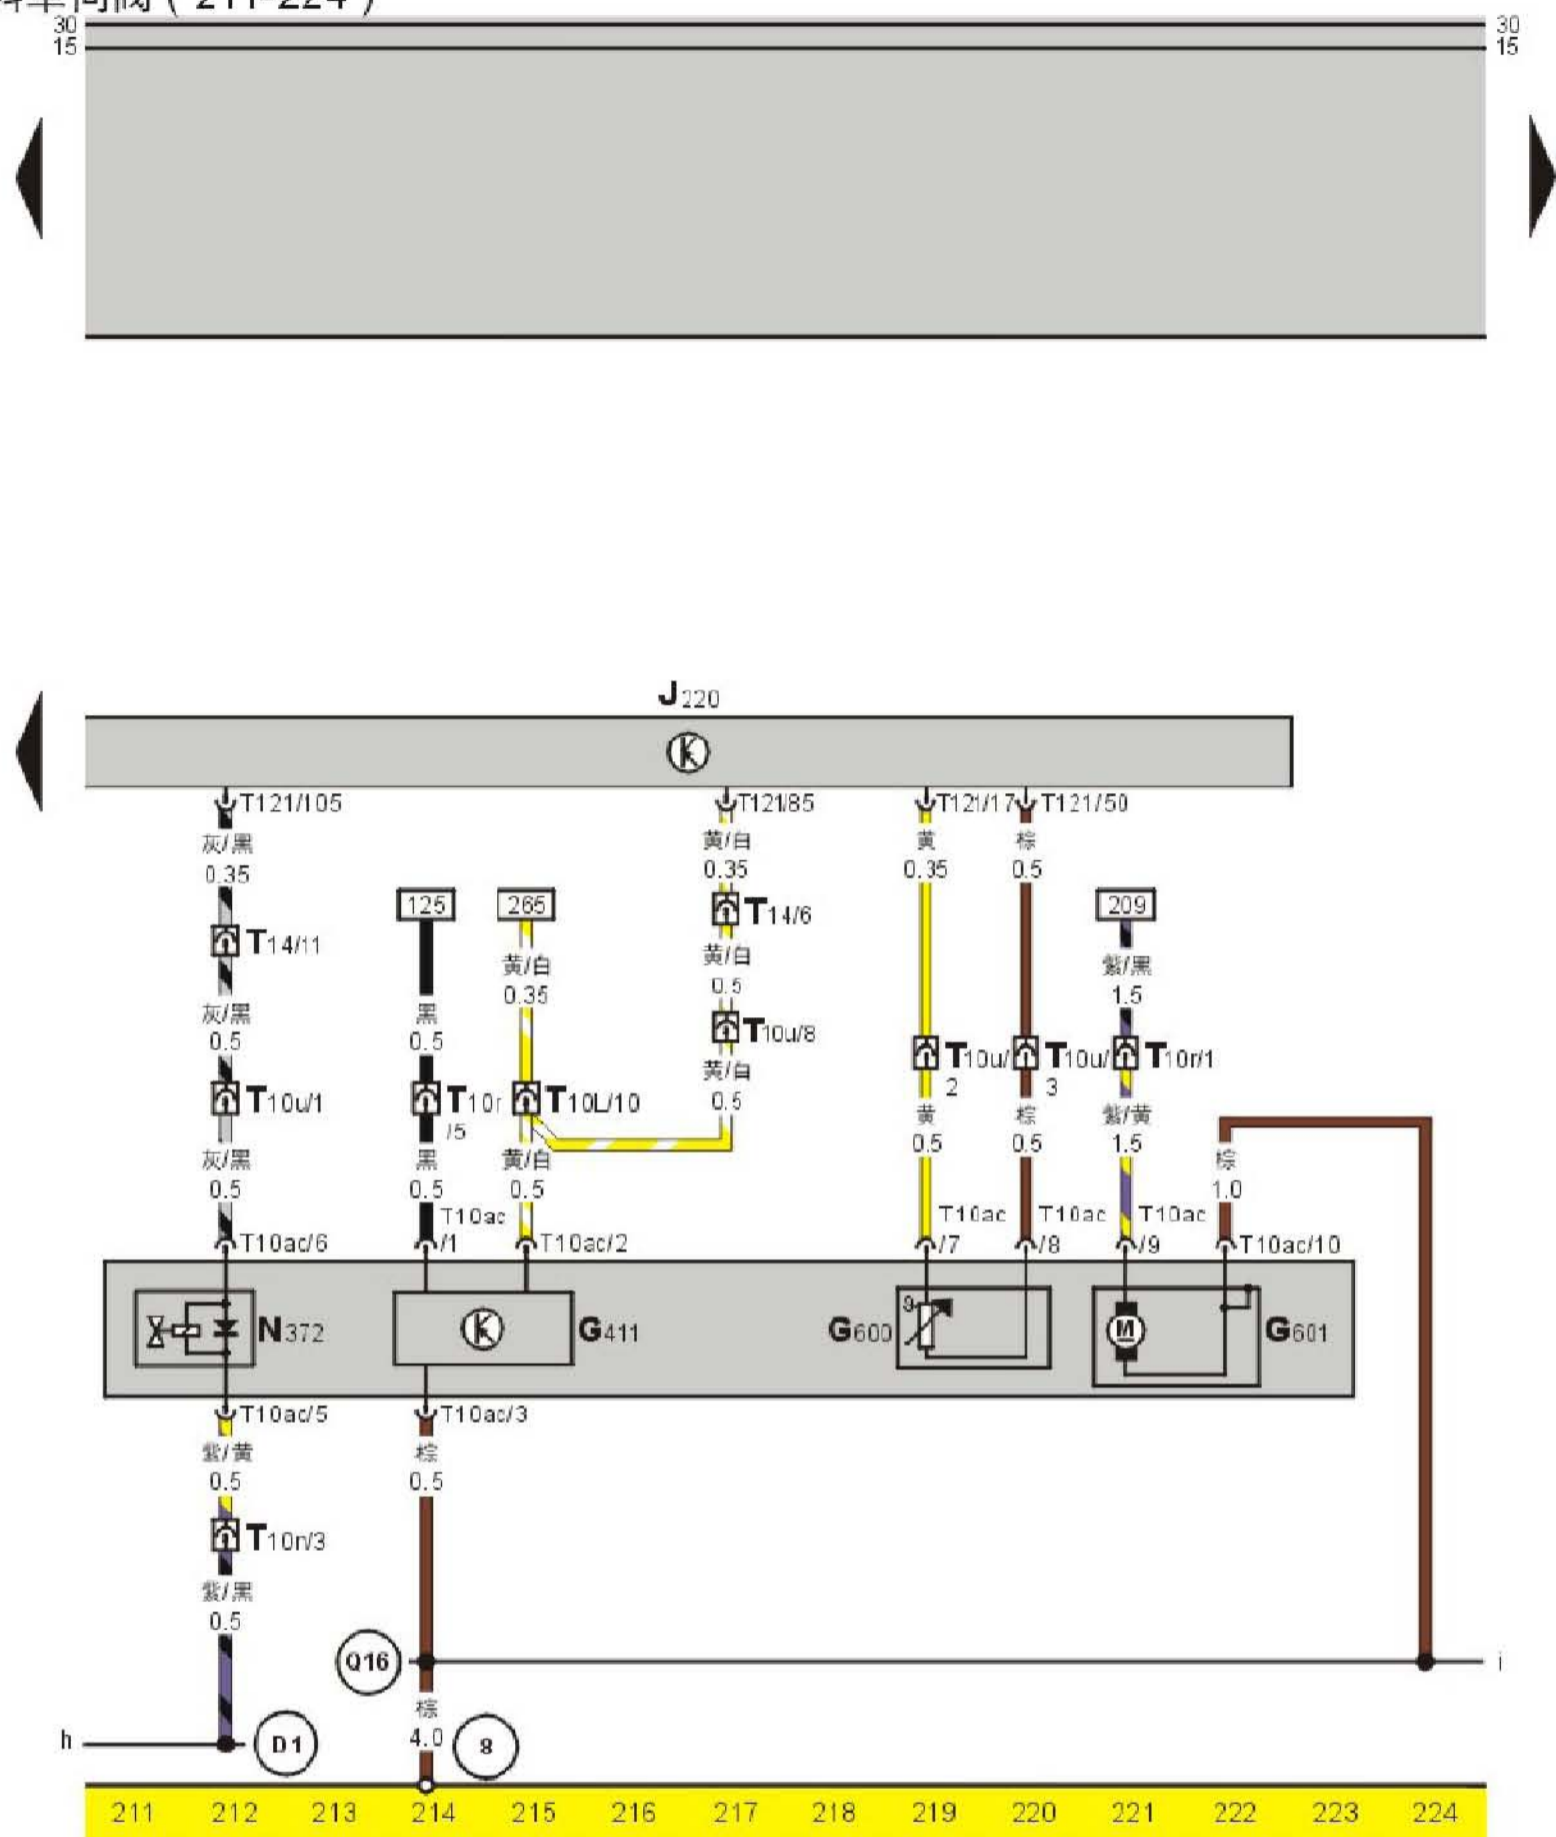 阀 ( 211-224 )
30 30
15 15
J220
T121/105 T121/85 T121/17 T121/50
灰/黑 黄/白 黄 棕
0.35 0.35 0.35 0.5
125 265 T14/6 209
T14/11 黄/白 黄/白 紫/黑
0.35 0.5 1.5
灰/黑 黑 T10u/8
0.5 0.5 T10u/ T10u/ T10r/1
2 3
黄/白
T10u/1 T10r T10L/10 0.5
/5 黄 棕 紫/黄
0.5 0.5 1.5
灰/黑 黑 黄/白 棕
0.5 0.5 0.5 1.0
T10ac T10ac T10ac T10ac
T10ac/6 /1 T10ac/2 /7 /8 /9 T10ac/10
N372 G411 G600 G601
T10ac/5 T10ac/3
紫/黄 棕
0.5 0.5
T10n/3
紫/黑
0.5
Q16 i
棕
h D1 4.0 8
211 212 213 214 215 216 217 218 219 220 221 222 223 224